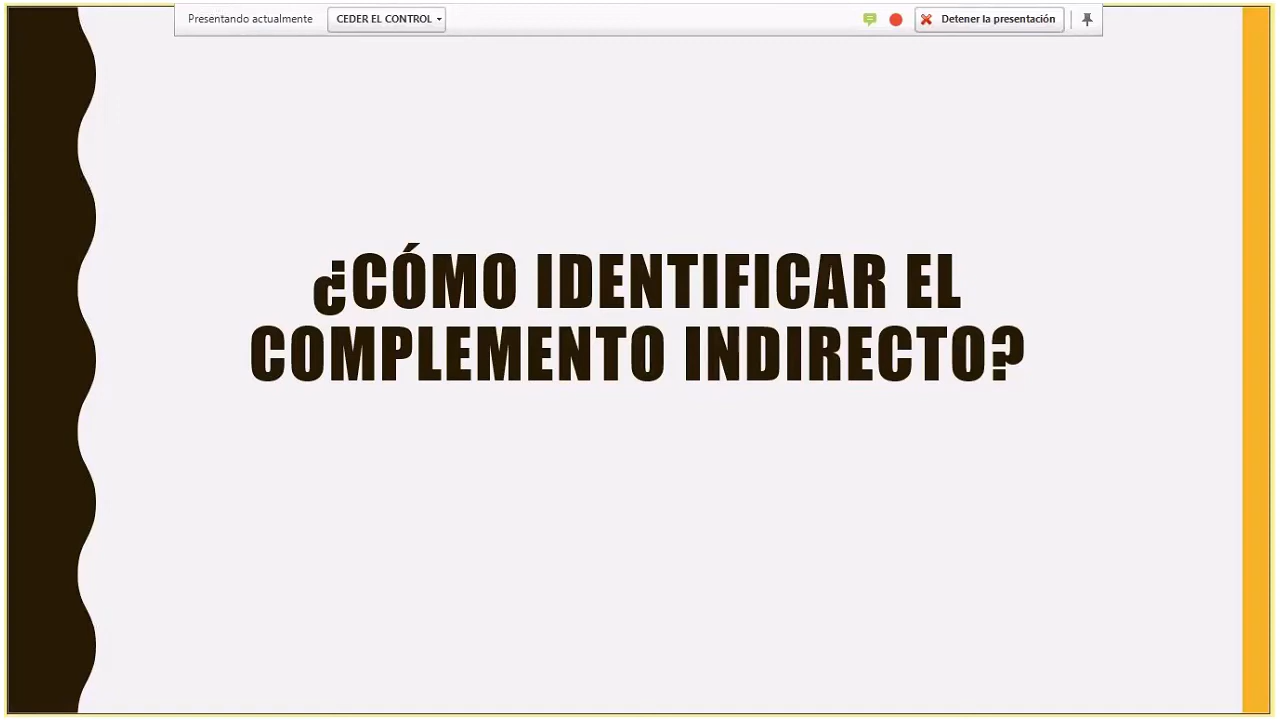 Presentando actualmente CEDER EL CONTROL Detener la presentación
¿CÓMO IDENTIFICAR EL
COMPLEMENTO INDIRECTO?